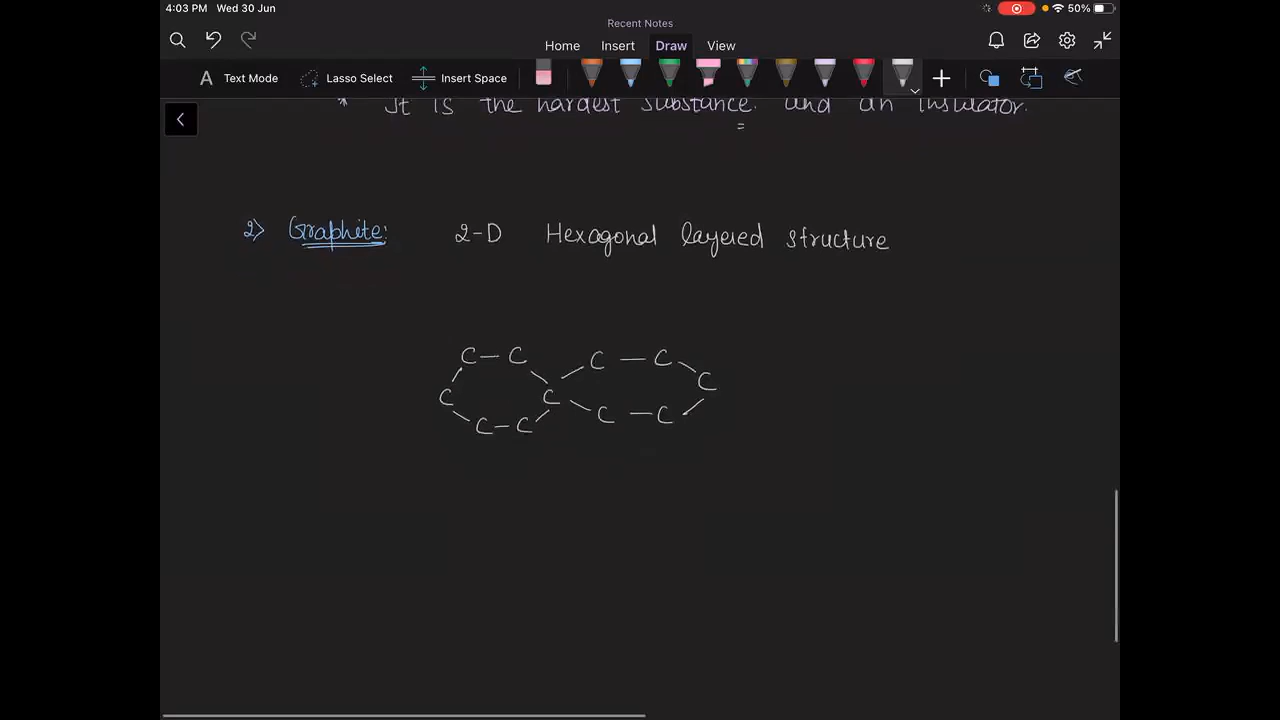 4:03 PM Wed 30 Jun
50%
Recent Notes
Home Insert Draw View
A Text Mode Lasso Select Insert Space
* It is the hardest substance and an insulator.
2) Graphite: 2-D Hexagonal layered structure
C - C C - C
C C C
C - C C - C